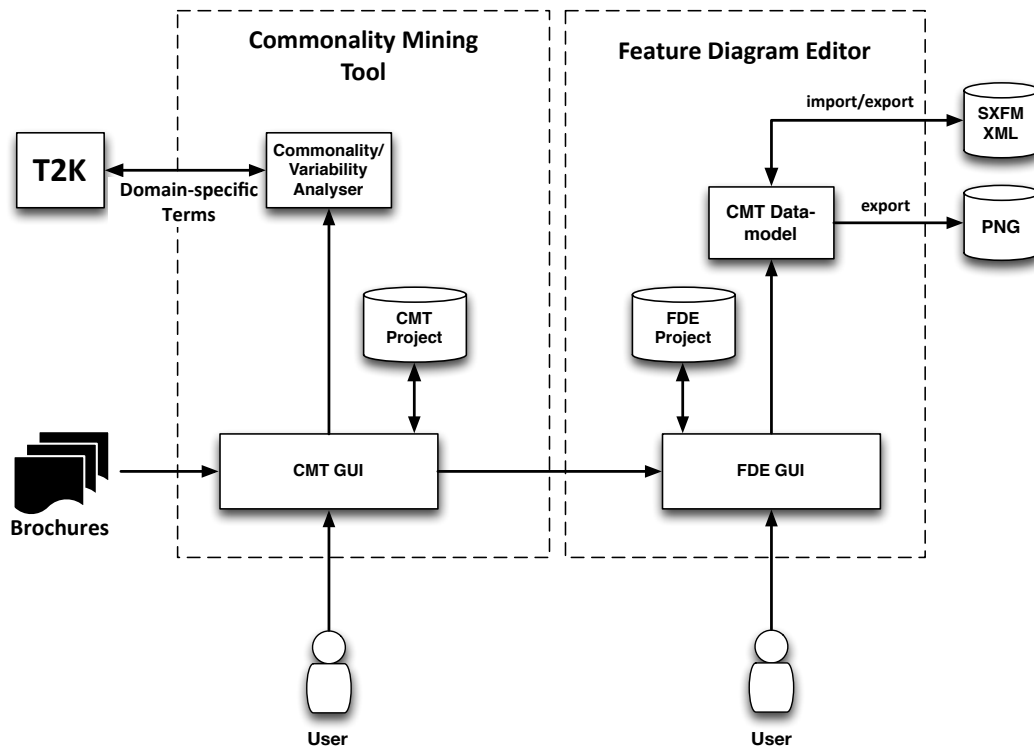 Commonality Mining
Tool
Feature Diagram Editor
import/export
SXFM
XML
T2K
Commonality/
Variability
Analyser
Domain-specific
Terms
CMT Data-
model
export
PNG
CMT
Project
FDE
Project
CMT GUI
FDE GUI
Brochures
User
User